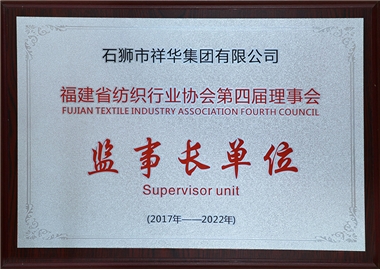 石狮市祥华集团有限公司
福建省纺织行业协会第四届理事会
FUJIAN TEXTILE INDUSTRY ASSOCIATION FOURTH COUNCIL
监事长单位
Supervisor unit
(2017年——2022年)